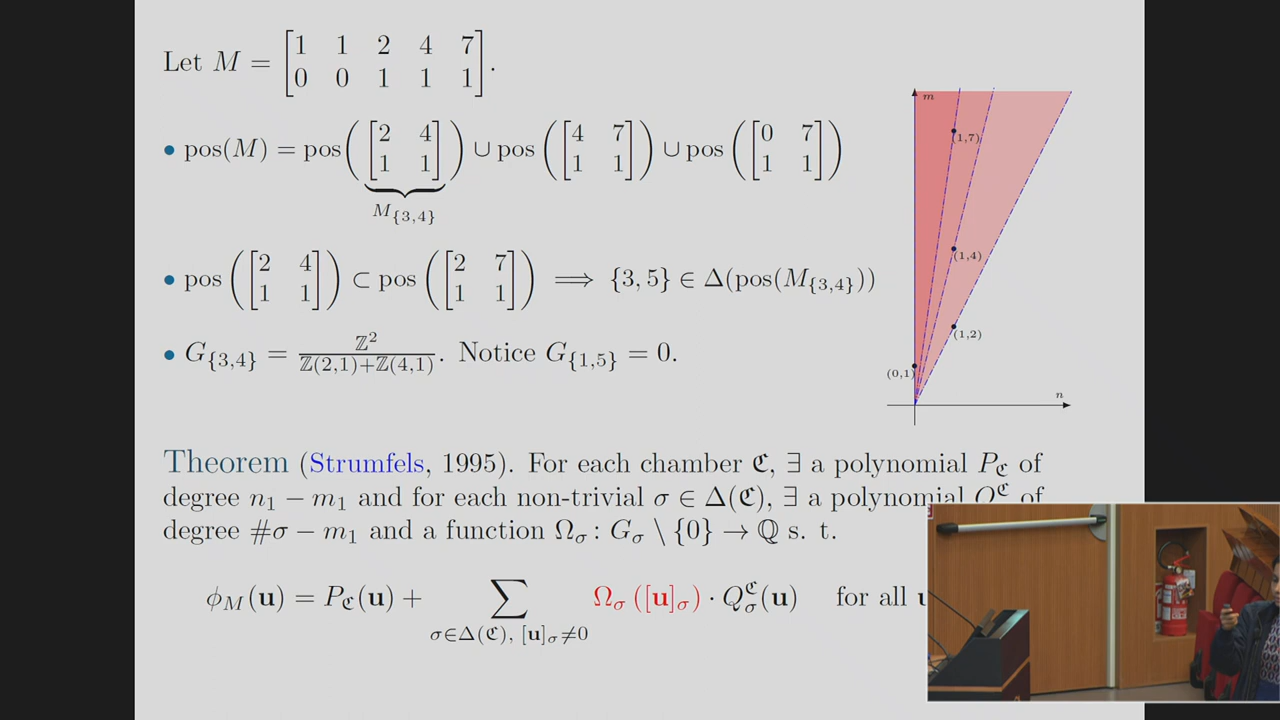 Let M = [1 1 2 4 7; 0 0 1 1 1].
• pos(M) = pos([2 4; 1 1]) ∪ pos([4 7; 1 1]) ∪ pos([0 7; 1 1])
M_{3,4}
• pos([2 4; 1 1]) ⊂ pos([2 7; 1 1]) ⟹ {3, 5} ∈ Δ(pos(M_{3,4}))
• G_{3,4} = ℤ²/(ℤ(2,1)+ℤ(4,1)). Notice G_{1,5} = 0.
m
(1,7)
(1,4)
(1,2)
(0,1)
n
Theorem (Strumfels, 1995). For each chamber ℭ, ∃ a polynomial P_ℭ of
degree n₁ − m₁ and for each non-trivial σ ∈ Δ(ℭ), ∃ a polynomial Q^ℭ of
degree #σ − m₁ and a function Ω_σ : G_σ \ {0} → ℚ s. t.
ϕ_M(u) = P_ℭ(u) + ∑ Ω_σ([u]_σ) · Q_σ^ℭ(u) for all u
σ∈Δ(ℭ), [u]_σ≠0